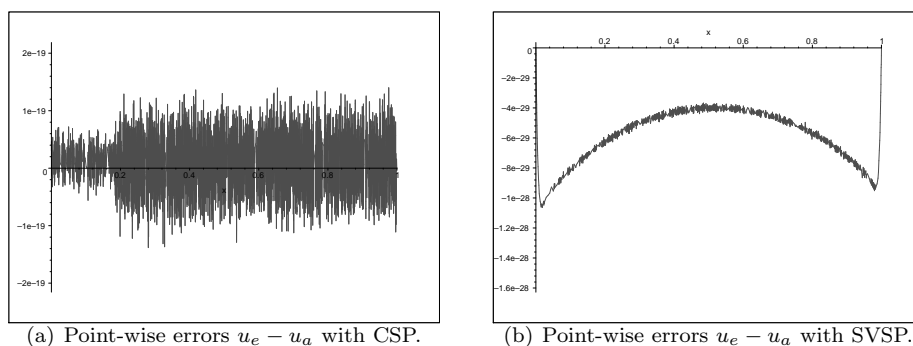 2e-19
1e-19
0
-1e-19
-2e-19
0.2
0.4
0.6
0.8
1
x
(a) Point-wise errors u_e − u_a with CSP.
x
0.2
0.4
0.6
0.8
1
0
-2e-29
-4e-29
-6e-29
-8e-29
-1e-28
-1.2e-28
-1.4e-28
-1.6e-28
(b) Point-wise errors u_e − u_a with SVSP.